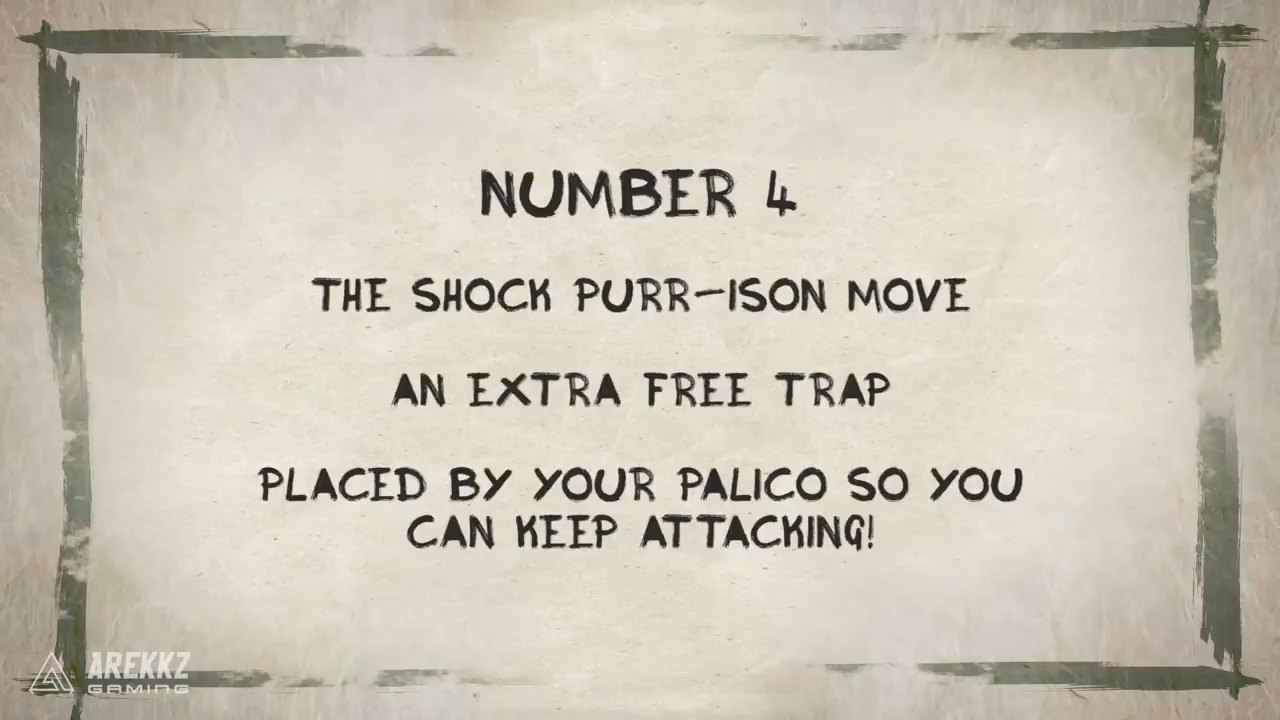 NUMBER 4
THE SHOCK PURR-ISON MOVE
AN EXTRA FREE TRAP
PLACED BY YOUR PALICO SO YOU
CAN KEEP ATTACKING!
AREKKZ
GAMING